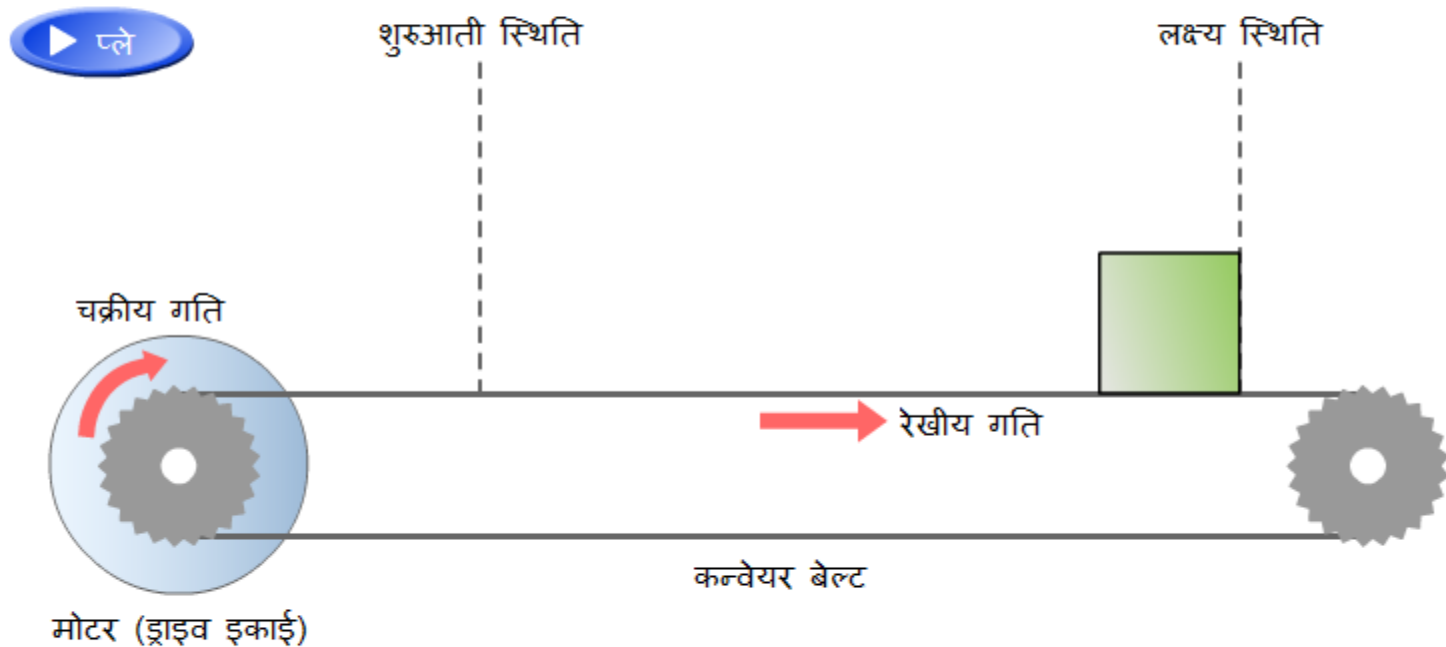 प्ले
शुरुआती स्थिति
लक्ष्य स्थिति
चक्रीय गति
रेखीय गति
कन्वेयर बेल्ट
मोटर (ड्राइव इकाई)